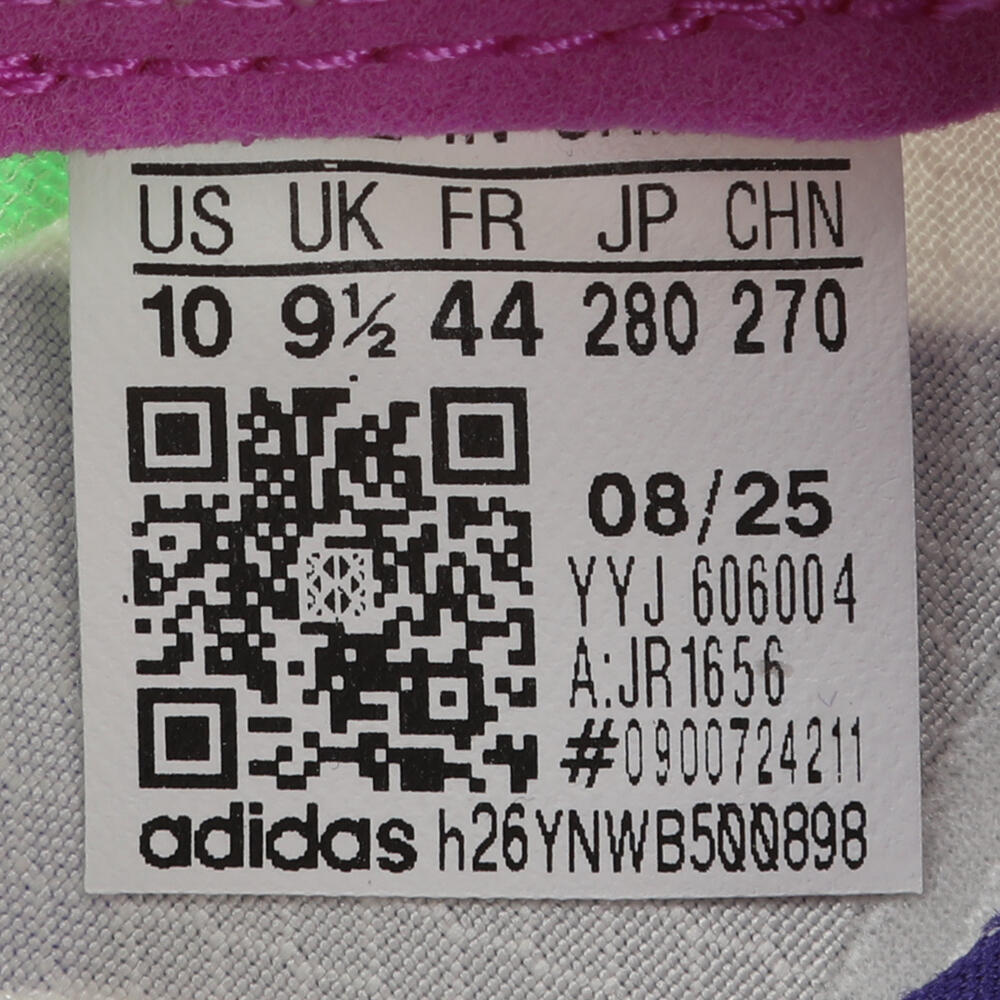 US UK FR JP CHN
10 9½ 44 280 270
08/25
YYJ 606004
A:JR1656
#0900724211
adidas h26YNWB500898